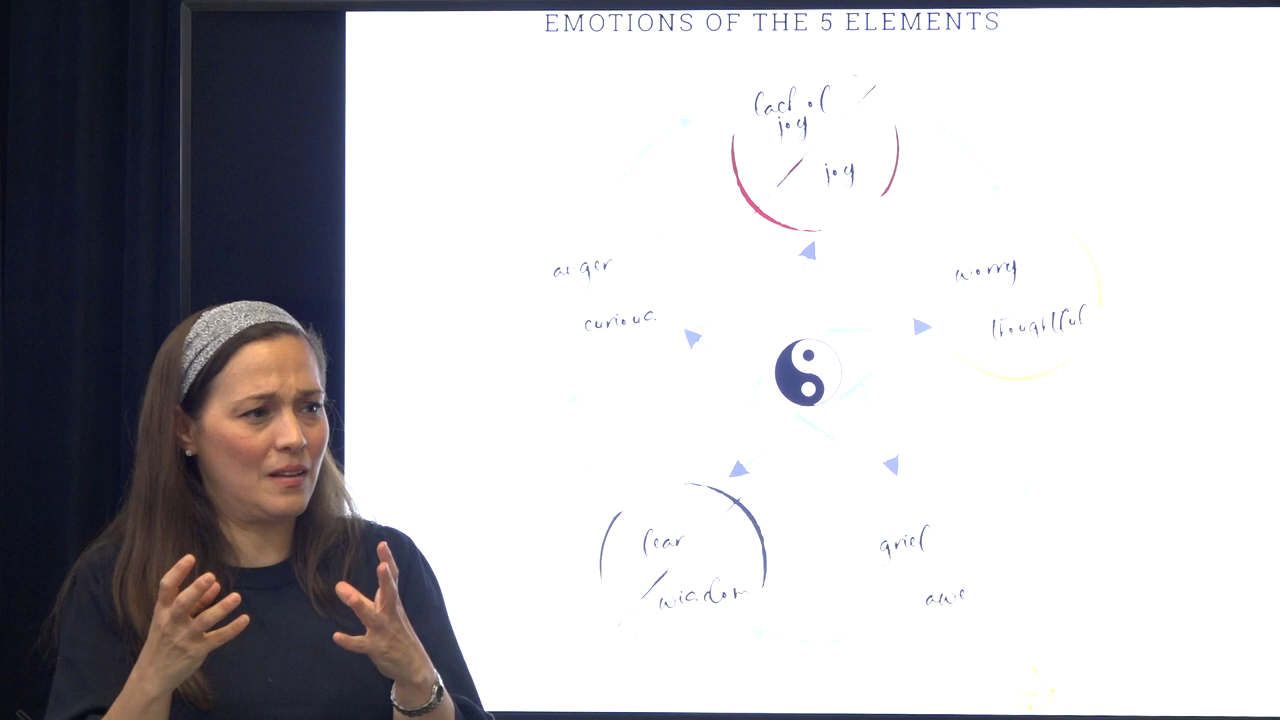 EMOTIONS OF THE 5 ELEMENTS
lack of
joy
joy
anger
curious
worry
thoughtful
fear
wisdom
grief
awe